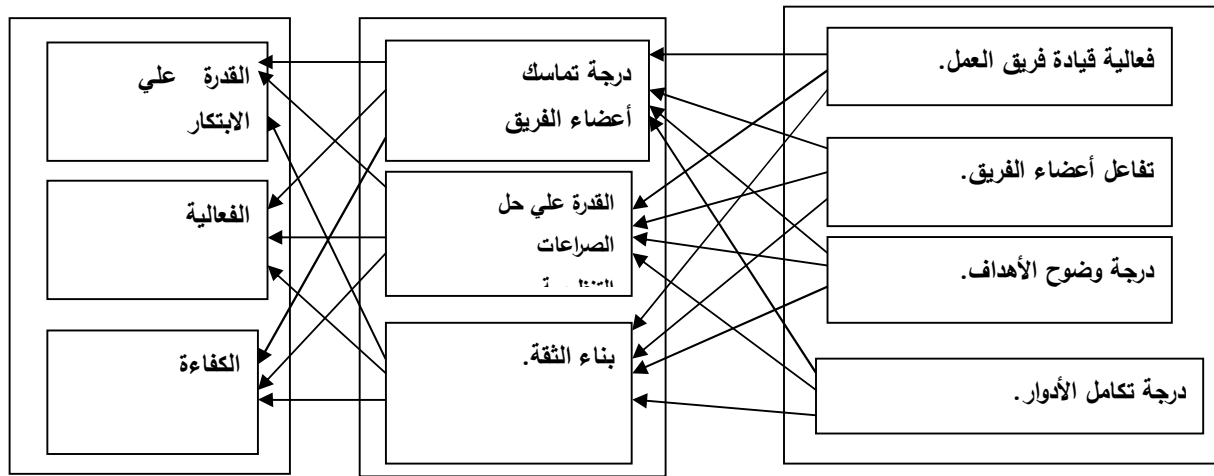 فعالية قيادة فريق العمل.
تفاعل أعضاء الفريق.
درجة وضوح الأهداف.
درجة تكامل الأدوار.
درجة تماسك
أعضاء الفريق
القدرة علي حل
الصراعات
بناء الثقة.
القدرة علي
الابتكار
الفعالية
الكفاءة